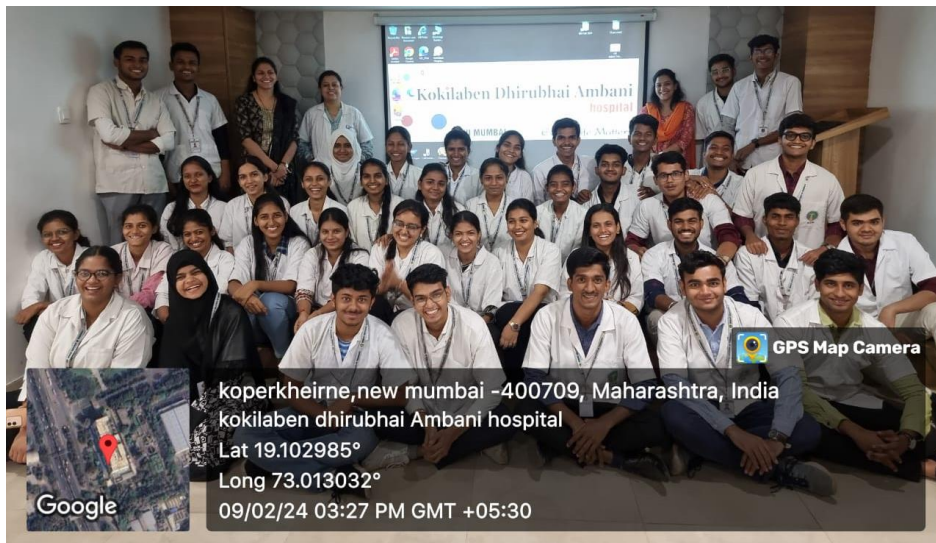 Kokilaben Dhirubhai Ambani
hospital
GPS Map Camera
koperkheirne,new mumbai -400709, Maharashtra, India
kokilaben dhirubhai Ambani hospital
Lat 19.102985°
Long 73.013032°
09/02/24 03:27 PM GMT +05:30
Google